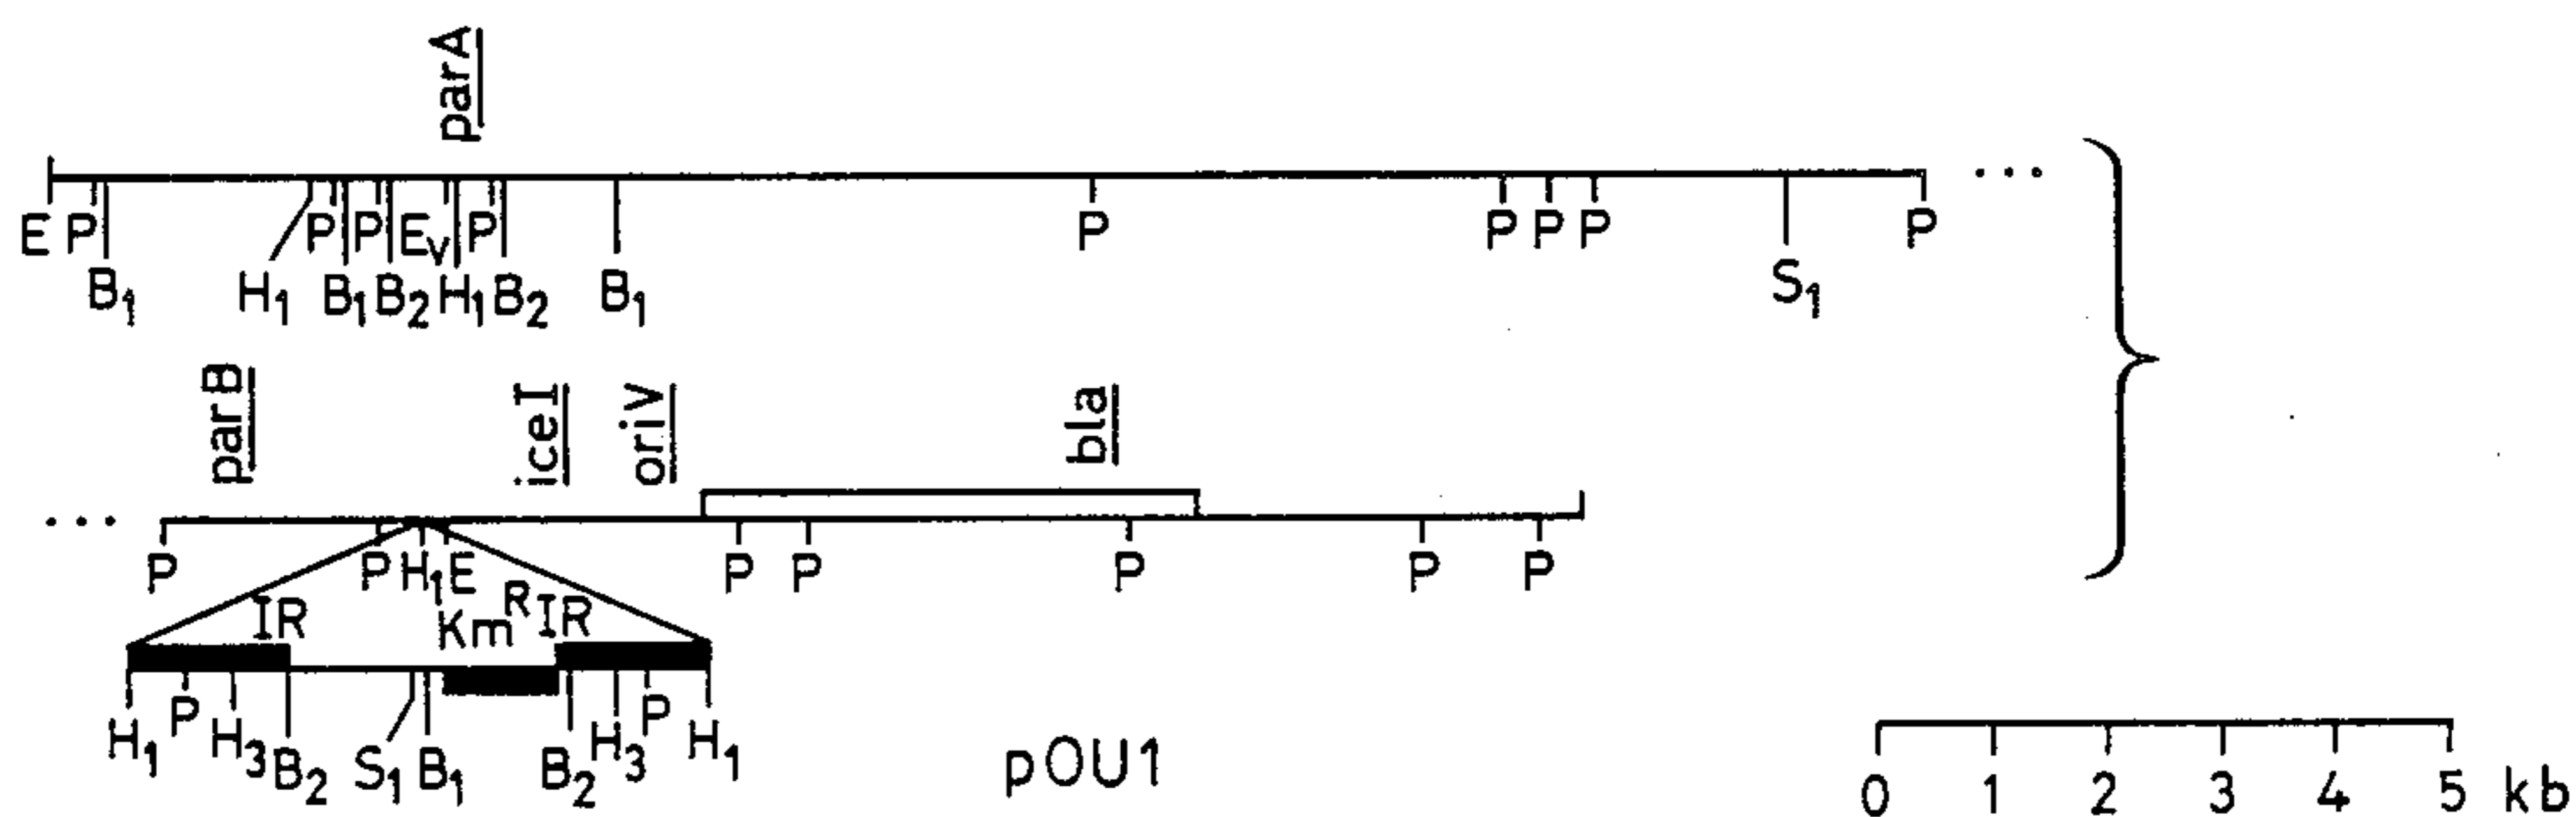 parA
E P P P Ev P P P P P P
B1 H1 B1 B2 H1 B2 B1 S1
parB iceI oriV bla
P P H1 E P P P P P
IR KmR IR
H1 P H3 B2 S1 B1 B2 H3 P H1
pOU1
0 1 2 3 4 5 kb